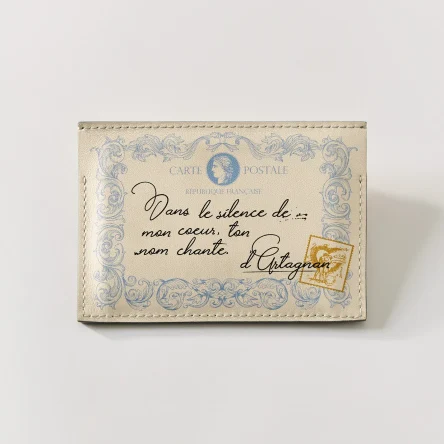 CARTE POSTALE
RÉPUBLIQUE FRANÇAISE
Dans le silence de
mon coeur, ton
nom chante.
d'Artagnan